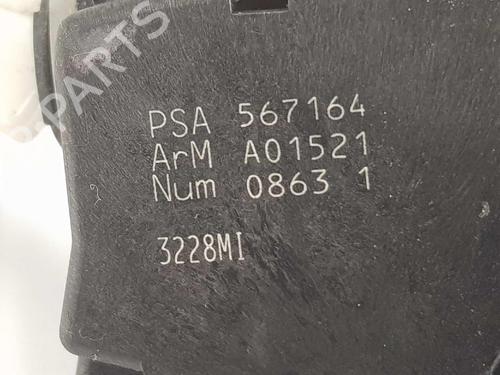 PARTS
PSA 567164
ArM A01521
Num 0863 1
3228MI